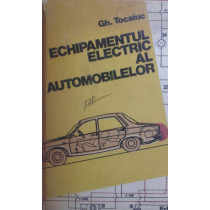 Gh. Tocaiuc
ECHIPAMENTUL
ELECTRIC
AL
AUTOMOBILELOR